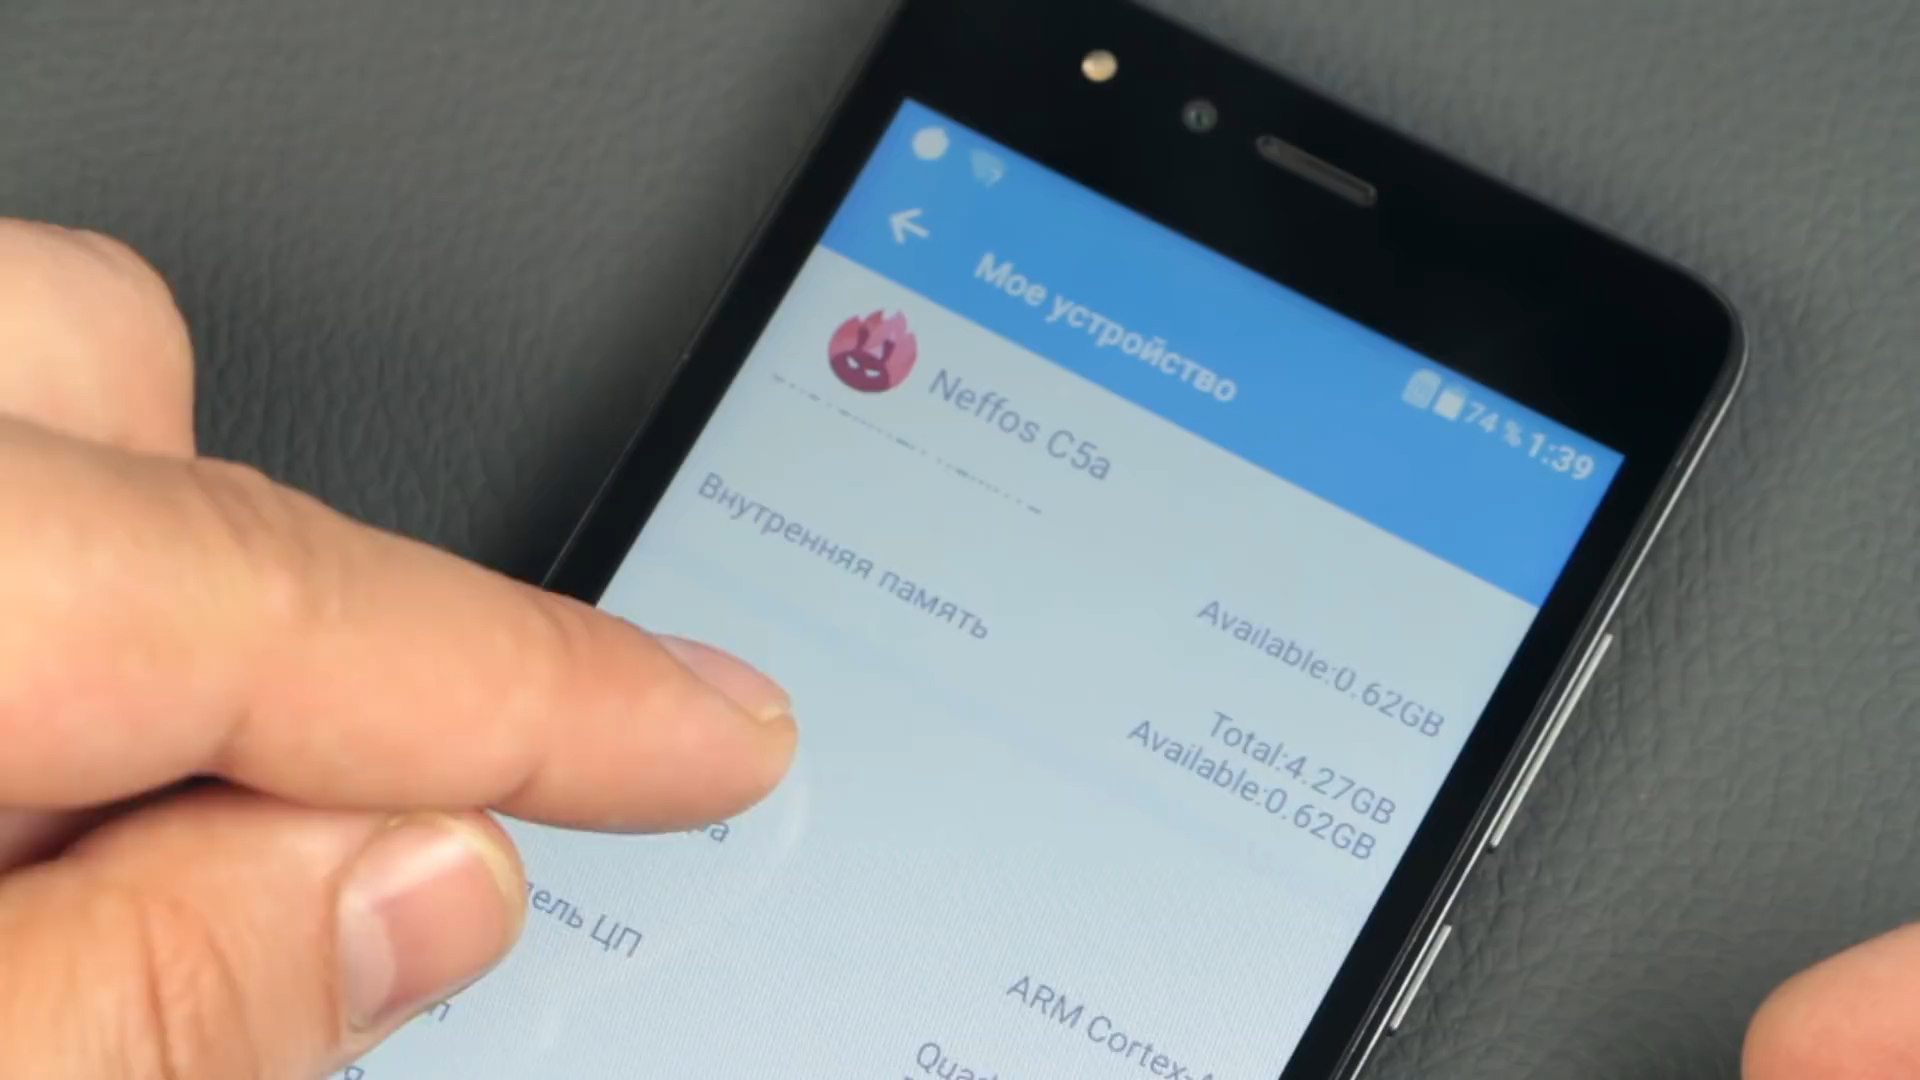 74 % 1:39
Мое устройство
Neffos C5a
Available:0.62GB
Внутренняя память
Total:4.27GB
Available:0.62GB
ЦП
ARM Cortex-